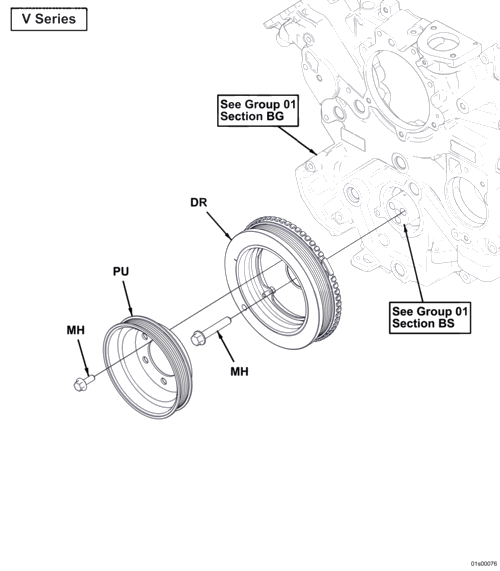 V Series
See Group 01
Section BG
DR
PU
MH
See Group 01
Section BS
MH
01s00076